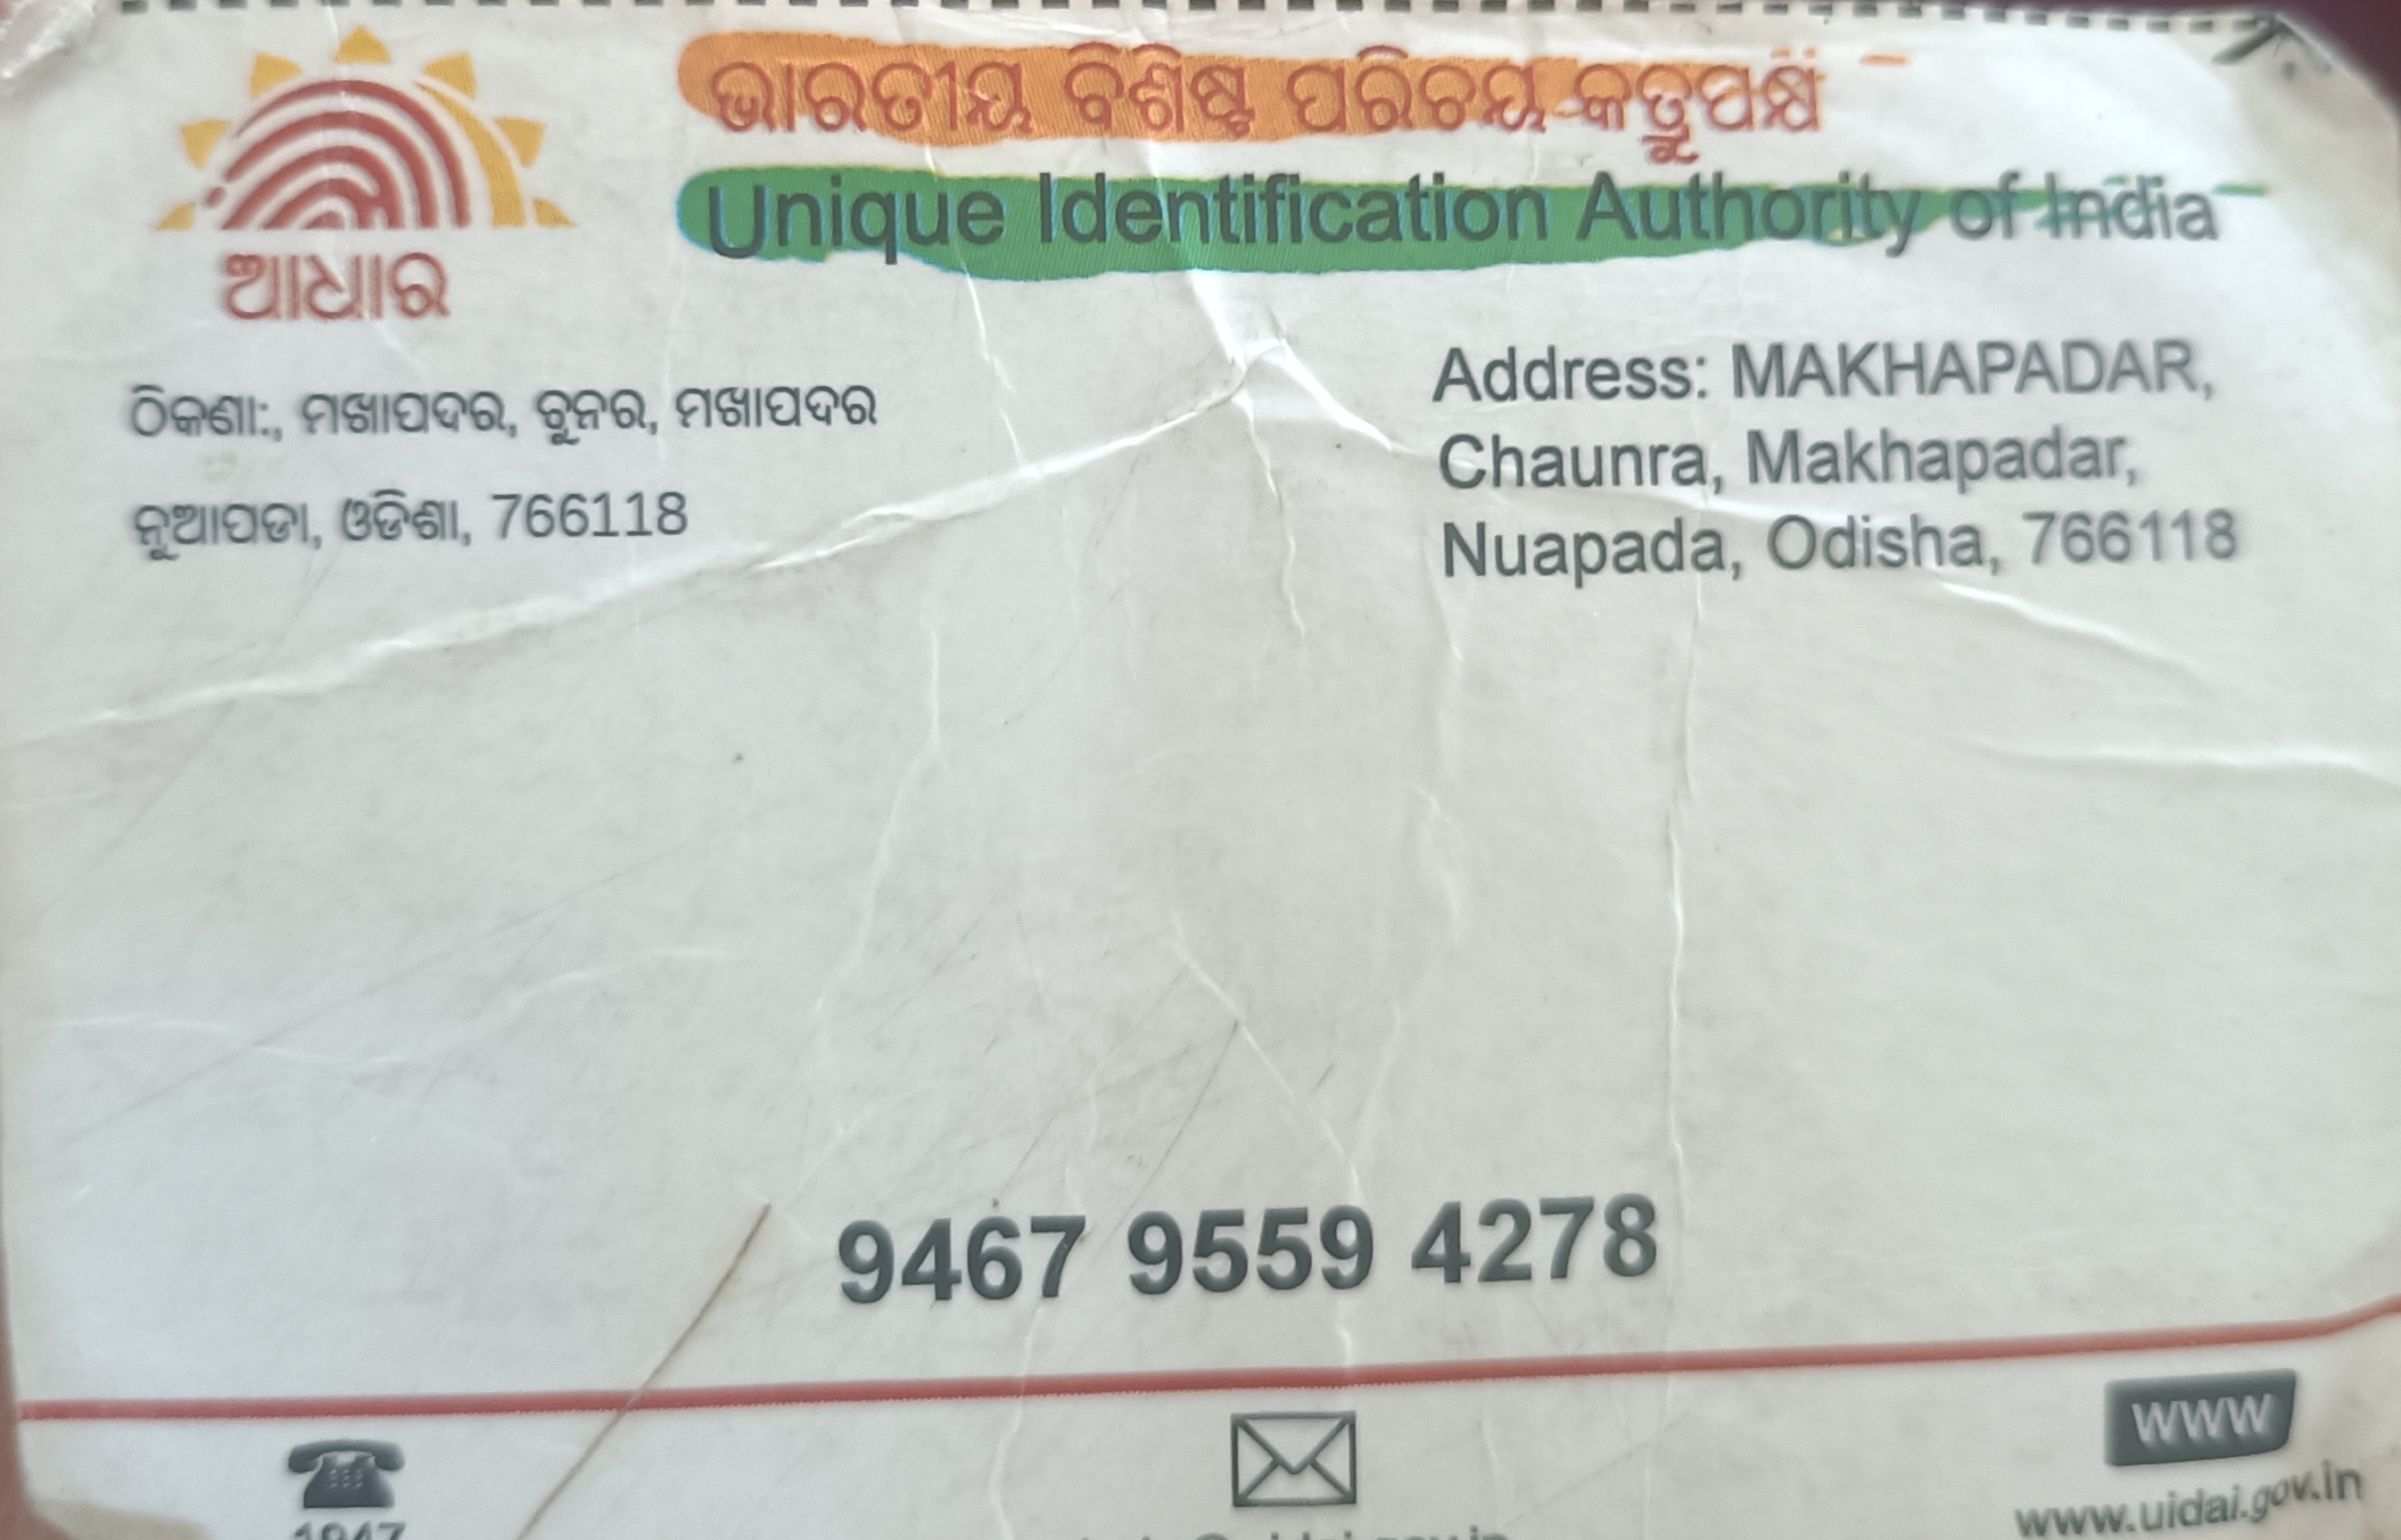 ଭାରତୀୟ ବିଶିଷ୍ଟ ପରିଚୟ କର୍ତ୍ତୃପକ୍ଷ
Unique Identification Authority of India
ଆଧାର
ଠିକଣା:, ମଖାପଦର, ଚୁନର, ମଖାପଦର
ନୁଆପଡା, ଓଡିଶା, 766118
Address: MAKHAPADAR,
Chaunra, Makhapadar,
Nuapada, Odisha, 766118
9467 9559 4278
1947
WWW
www.uidai.gov.in